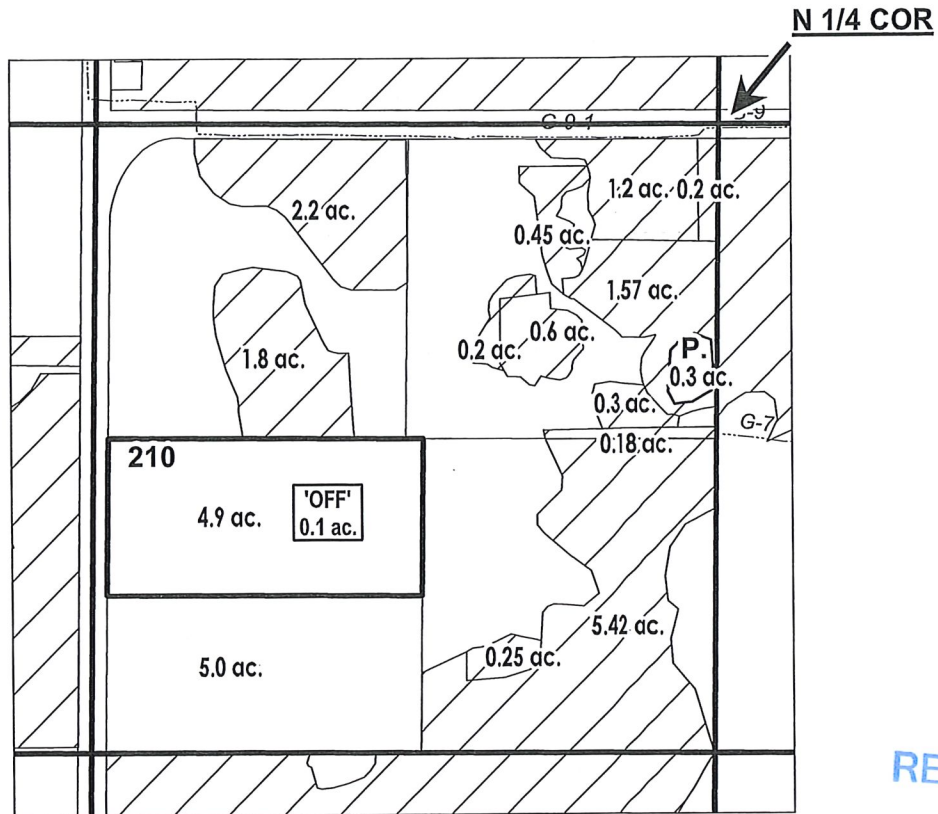 N 1/4 COR
C-9-1
2.2 ac.
1.2 ac.
0.2 ac.
0.45 ac.
1.57 ac.
0.6 ac.
0.2 ac.
1.8 ac.
P.
0.3 ac.
0.3 ac.
G-7
0.18 ac.
210
'OFF'
4.9 ac.
0.1 ac.
5.42 ac.
0.25 ac.
5.0 ac.
RE